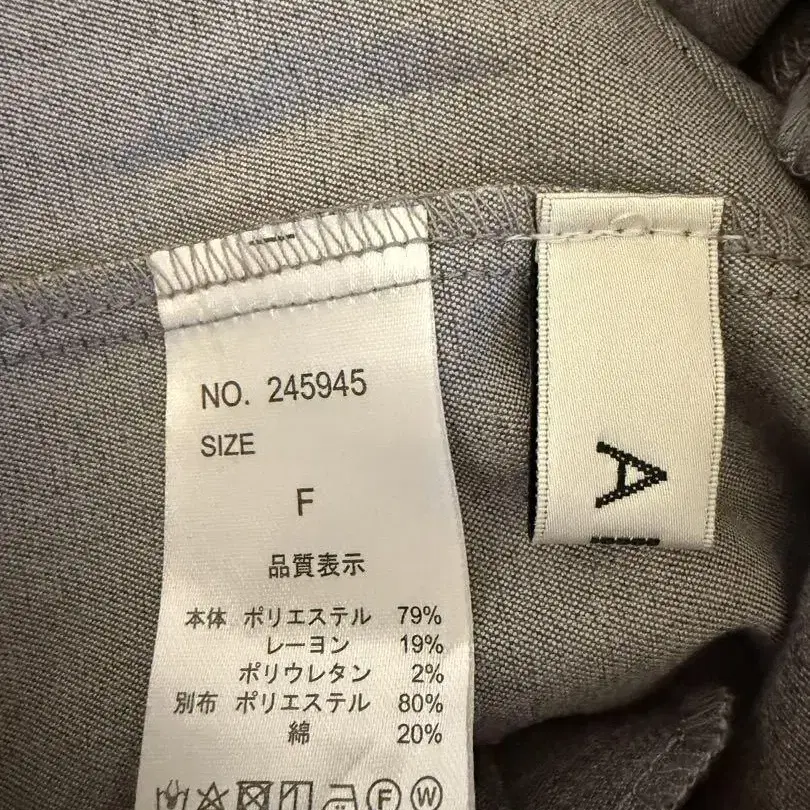 NO. 245945
SIZE
F
品質表示
本体 ポリエステル 79%
レーヨン 19%
ポリウレタン 2%
別布 ポリエステル 80%
綿 20%
F W
A